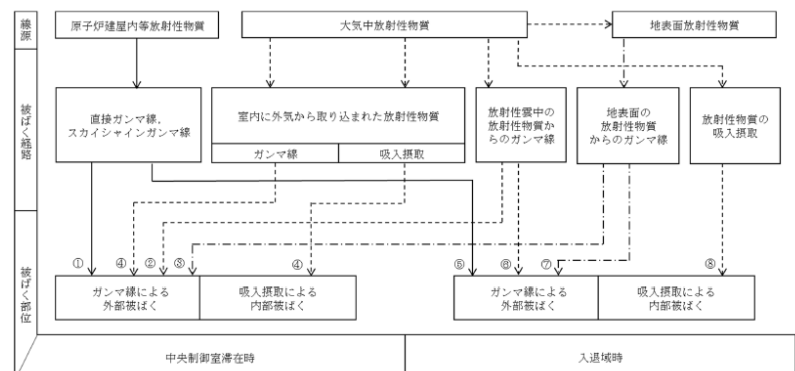 線源
原子炉建屋内等放射性物質
大気中放射性物質
地表面放射性物質
被ばく経路
直接ガンマ線、
スカイシャインガンマ線
室内に外気から取り込まれた放射性物質
ガンマ線
吸入摂取
放射性雲中の
放射性物質か
らのガンマ線
地表面の
放射性物質
からのガンマ線
放射性物質の
吸入摂取
被ばく部位
①
④
②
③
④
⑤
⑥
⑦
⑧
ガンマ線による
外部被ばく
吸入摂取による
内部被ばく
ガンマ線による
外部被ばく
吸入摂取による
内部被ばく
中央制御室滞在時
入退域時